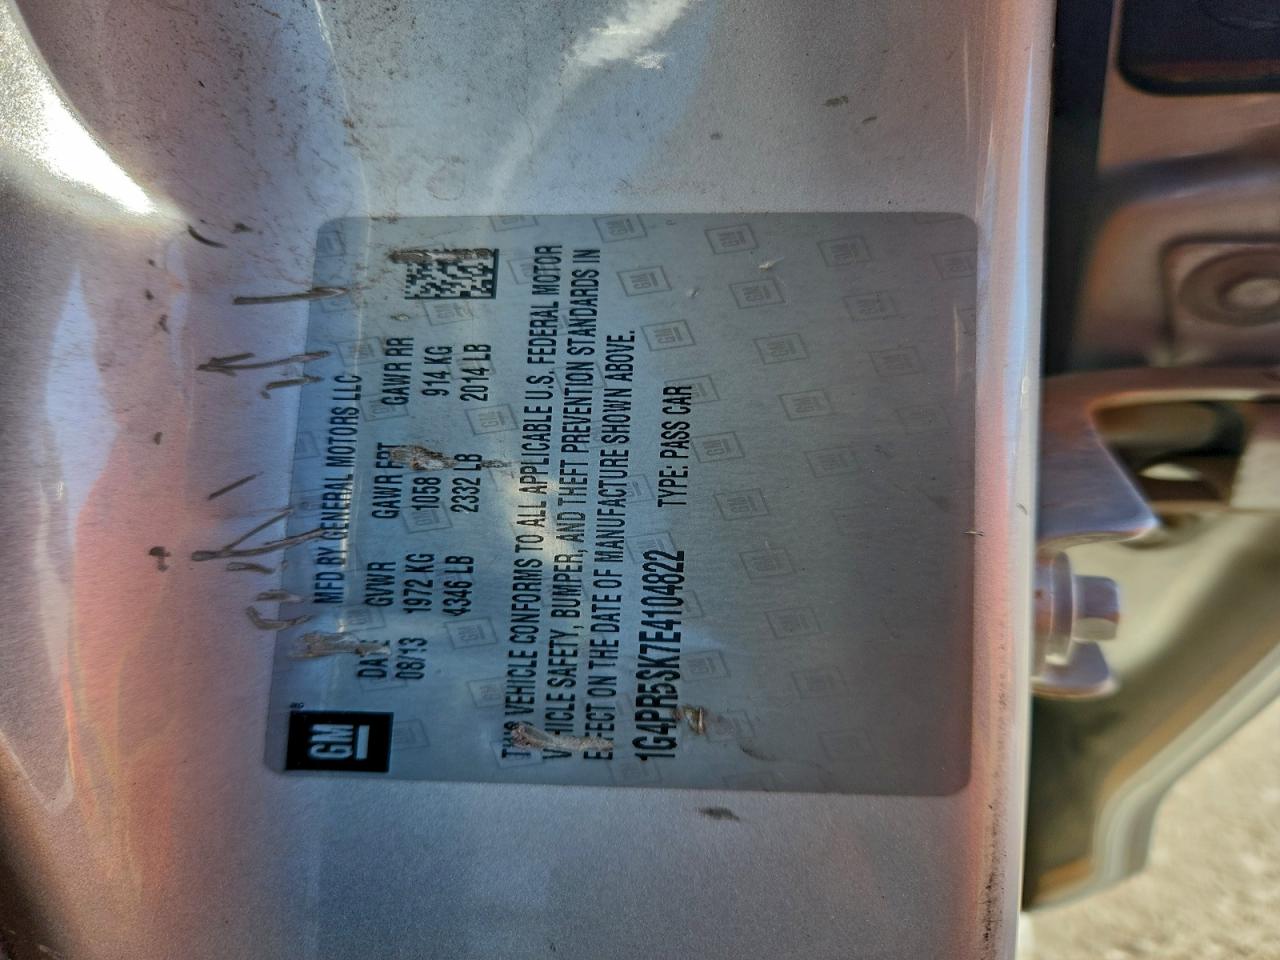 GM
MFD BY GENERAL MOTORS LLC
DATE GVWR GAWR FRT GAWR RR
08/13 1972 KG 1058 KG 914 KG
4346 LB 2332 LB 2014 LB
THIS VEHICLE CONFORMS TO ALL APPLICABLE U.S. FEDERAL MOTOR
VEHICLE SAFETY, BUMPER, AND THEFT PREVENTION STANDARDS IN
EFFECT ON THE DATE OF MANUFACTURE SHOWN ABOVE.
1G4PR5SK7E4104822 TYPE: PASS CAR